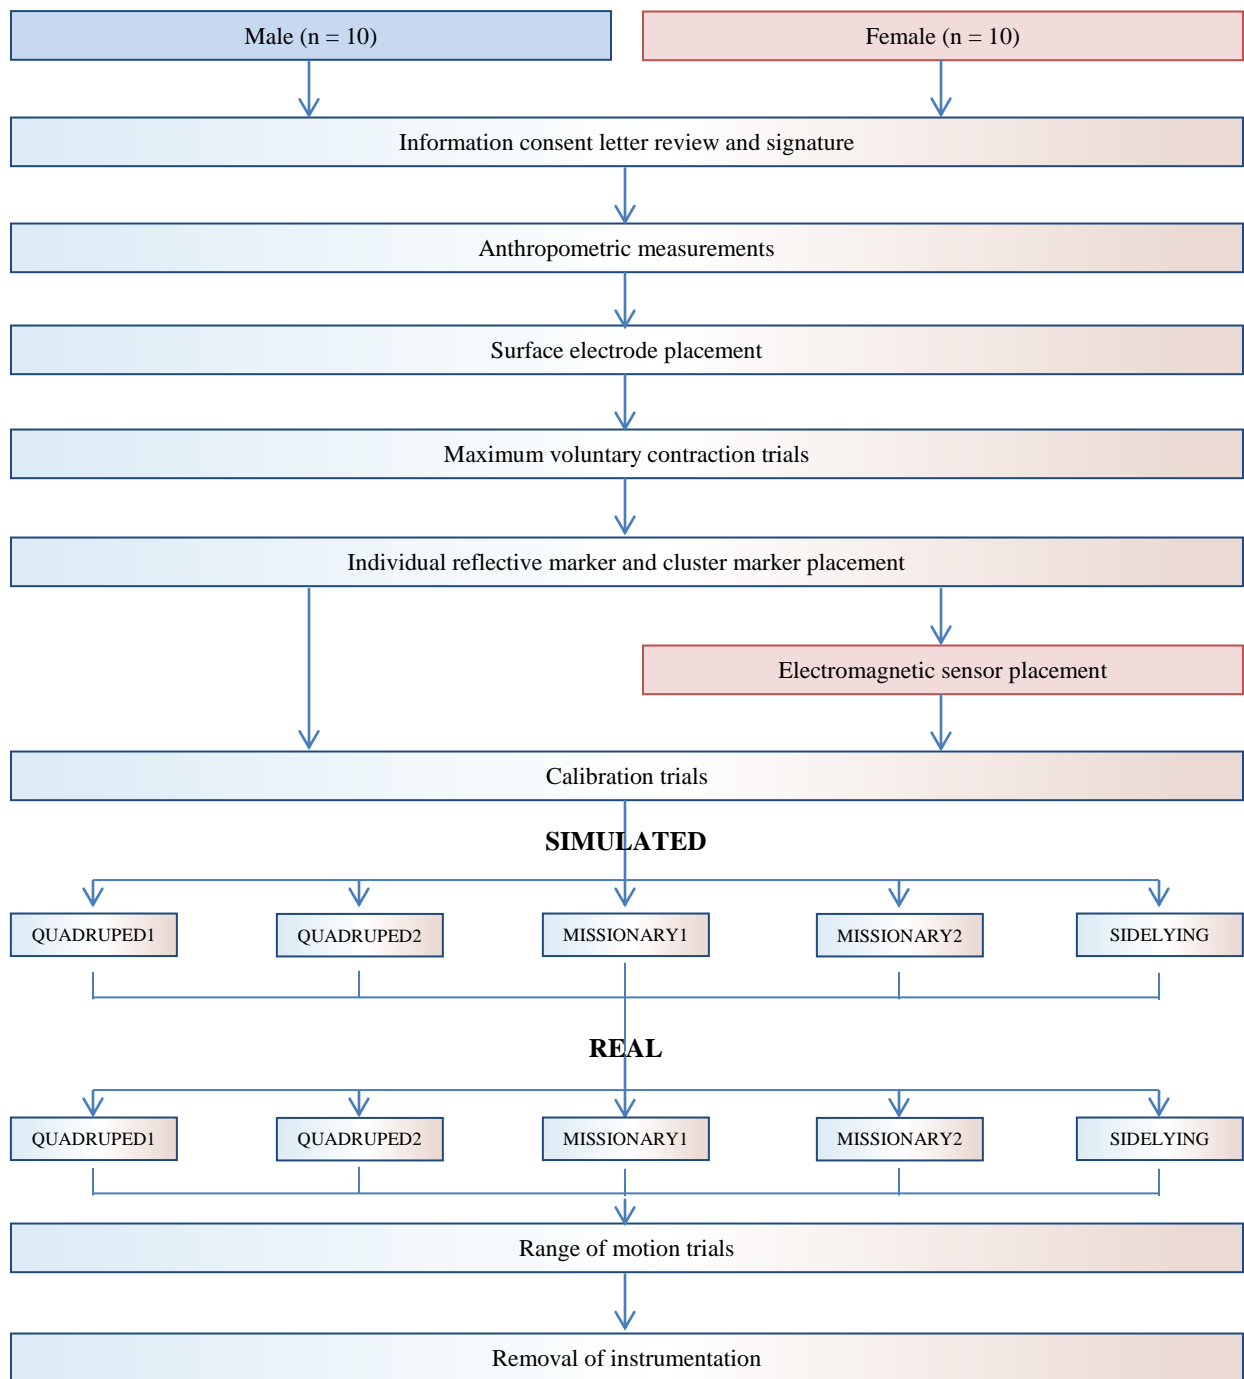 Male (n = 10)
Female (n = 10)
Information consent letter review and signature
Anthropometric measurements
Surface electrode placement
Maximum voluntary contraction trials
Individual reflective marker and cluster marker placement
Electromagnetic sensor placement
Calibration trials
SIMULATED
QUADRUPED1
QUADRUPED2
MISSIONARY1
MISSIONARY2
SIDELYING
REAL
QUADRUPED1
QUADRUPED2
MISSIONARY1
MISSIONARY2
SIDELYING
Range of motion trials
Removal of instrumentation